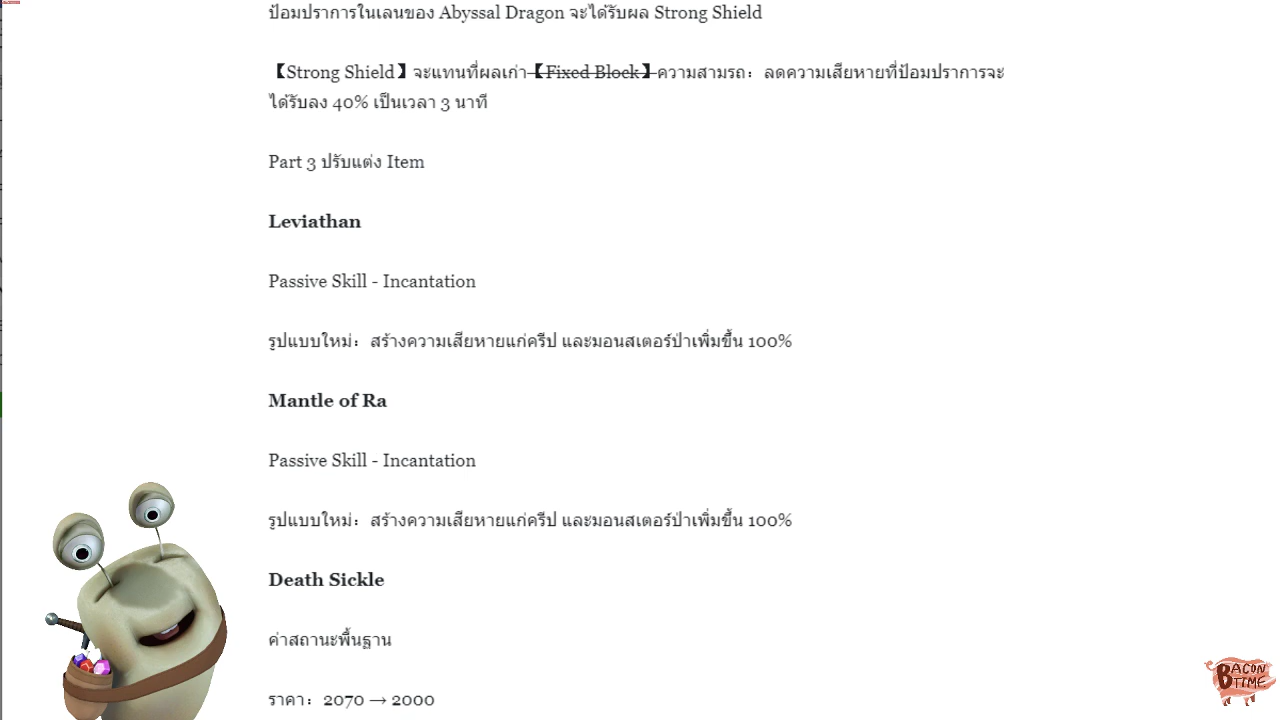 ป้อมปราการในเลนของ Abyssal Dragon จะได้รับผล Strong Shield
【Strong Shield】จะแทนที่ผลเก่า【Fixed Block】ความสามรถ：ลดความเสียหายที่ป้อมปราการจะ
ได้รับลง 40% เป็นเวลา 3 นาที
Part 3 ปรับแต่ง Item
Leviathan
Passive Skill - Incantation
รูปแบบใหม่：สร้างความเสียหายแก่ครีป และมอนสเตอร์ป่าเพิ่มขึ้น 100%
Mantle of Ra
Passive Skill - Incantation
รูปแบบใหม่：สร้างความเสียหายแก่ครีป และมอนสเตอร์ป่าเพิ่มขึ้น 100%
Death Sickle
ค่าสถานะพื้นฐาน
ราคา：2070 → 2000
BACON
TIME